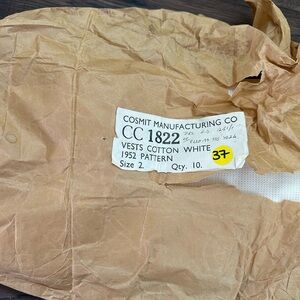 COSMIT MANUFACTURING CO
CC 1822
VESTS COTTON WHITE
1952 PATTERN
Size 2. Qty. 10.
37